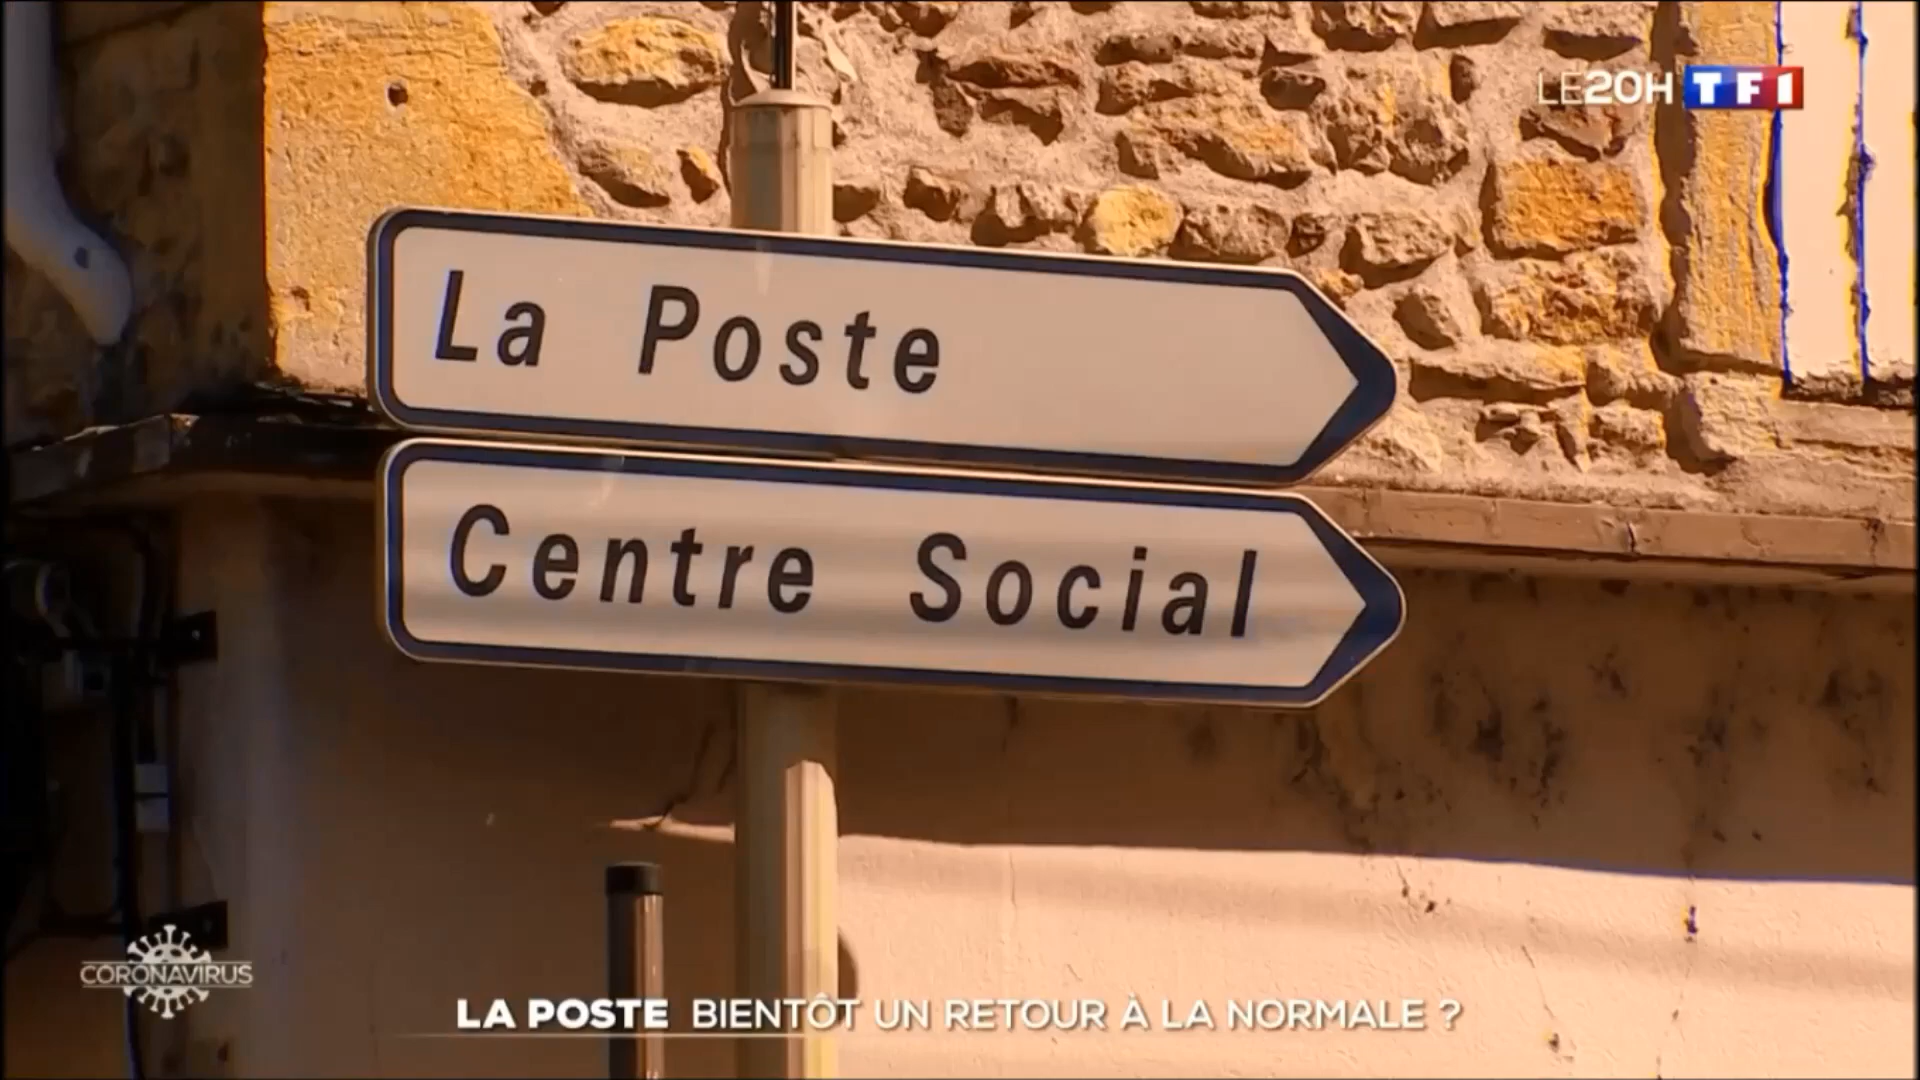 LE20H TF1
La Poste
Centre Social
CORONAVIRUS
LA POSTE BIENTÔT UN RETOUR À LA NORMALE ?